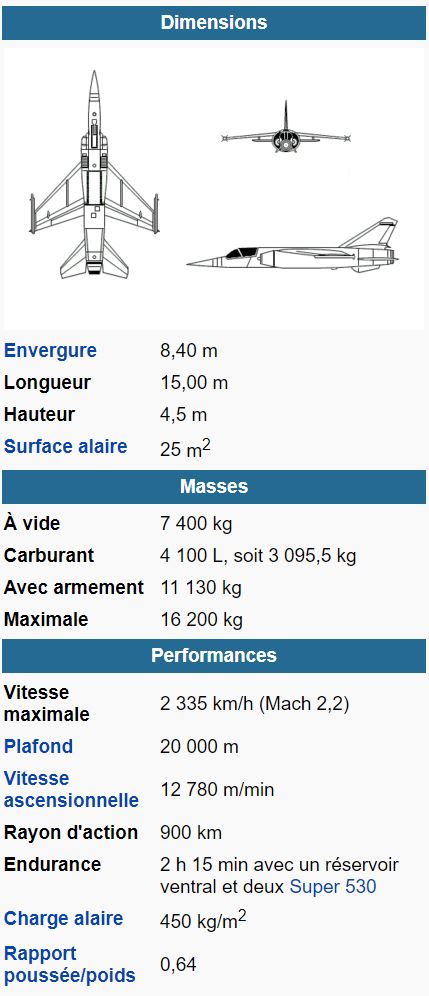 Dimensions
Envergure 8,40 m
Longueur 15,00 m
Hauteur 4,5 m
Surface alaire 25 m²
Masses
À vide 7 400 kg
Carburant 4 100 L, soit 3 095,5 kg
Avec armement 11 130 kg
Maximale 16 200 kg
Performances
Vitesse
maximale 2 335 km/h (Mach 2,2)
Plafond 20 000 m
Vitesse
ascensionnelle 12 780 m/min
Rayon d'action 900 km
Endurance 2 h 15 min avec un réservoir
ventral et deux Super 530
Charge alaire 450 kg/m²
Rapport
poussée/poids 0,64